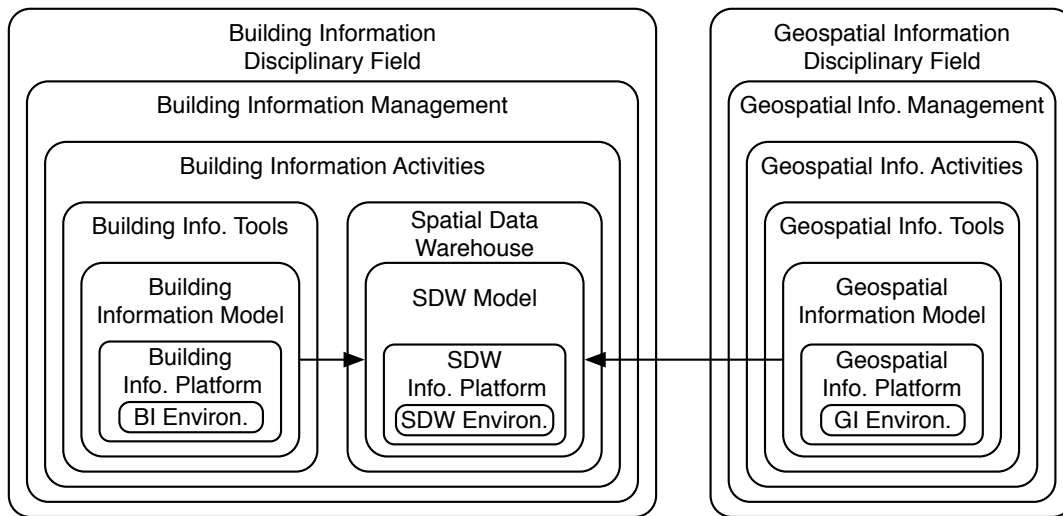 Building Information
Disciplinary Field
Building Information Management
Building Information Activities
Building Info. Tools
Building
Information Model
Building
Info. Platform
BI Environ.
Spatial Data
Warehouse
SDW Model
SDW
Info. Platform
SDW Environ.
Geospatial Information
Disciplinary Field
Geospatial Info. Management
Geospatial Info. Activities
Geospatial Info. Tools
Geospatial
Information Model
Geospatial
Info. Platform
GI Environ.